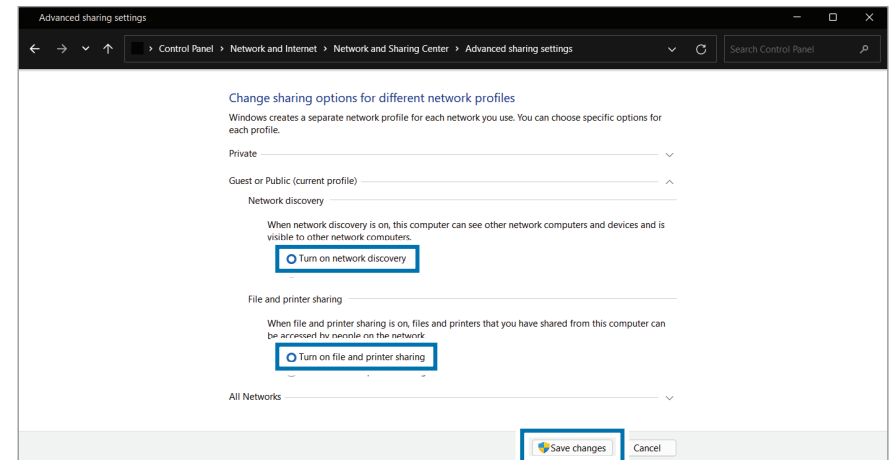 Advanced sharing settings
Control Panel › Network and Internet › Network and Sharing Center › Advanced sharing settings
Search Control Panel
Change sharing options for different network profiles
Windows creates a separate network profile for each network you use. You can choose specific options for
each profile.
Private
Guest or Public (current profile)
Network discovery
When network discovery is on, this computer can see other network computers and devices and is
visible to other network computers.
Turn on network discovery
File and printer sharing
When file and printer sharing is on, files and printers that you have shared from this computer can
be accessed by people on the network
Turn on file and printer sharing
All Networks
Save changes
Cancel